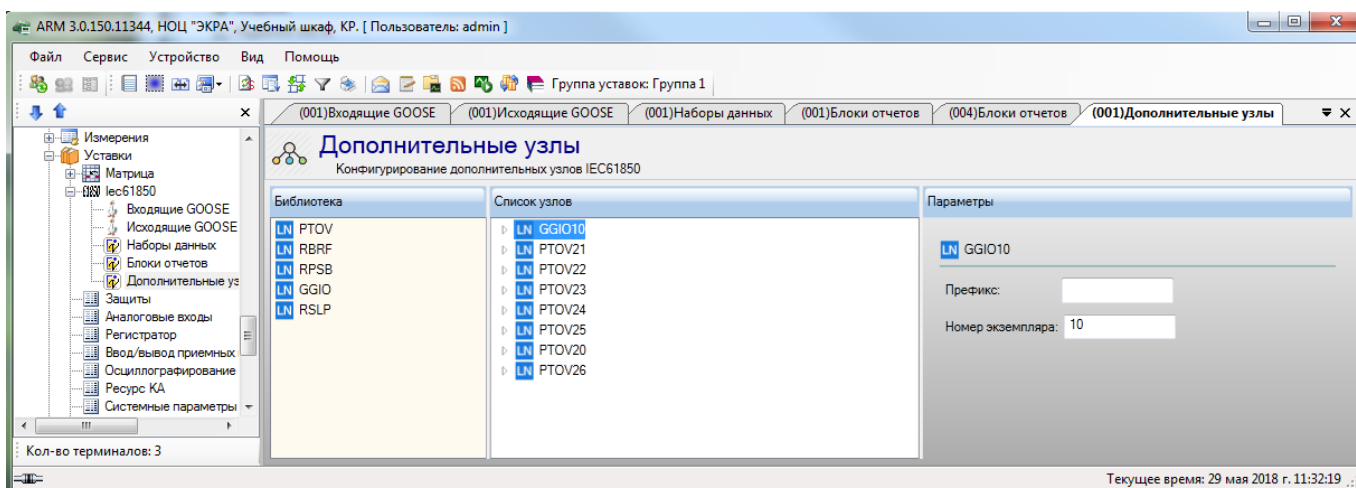 ARM 3.0.150.11344, НОЦ "ЭКРА", Учебный шкаф, КР. [ Пользователь: admin ]
Файл Сервис Устройство Вид Помощь
Группа уставок: Группа 1
(001)Входящие GOOSE (001)Исходящие GOOSE (001)Наборы данных (001)Блоки отчетов (004)Блоки отчетов (001)Дополнительные узлы
Измерения
Уставки
Матрица
Iec61850
Входящие GOOSE
Исходящие GOOSE
Наборы данных
Блоки отчетов
Дополнительные уз
Защиты
Аналоговые входы
Регистратор
Ввод/вывод приемных
Осциллографирование
Ресурс КА
Системные параметры
Кол-во терминалов: 3
Дополнительные узлы
Конфигурирование дополнительных узлов IEC61850
Библиотека
LN PTOV
LN RBRF
LN RPSB
LN GGIO
LN RSLP
Список узлов
LN GGIO10
LN PTOV21
LN PTOV22
LN PTOV23
LN PTOV24
LN PTOV25
LN PTOV20
LN PTOV26
Параметры
LN GGIO10
Префикс:
Номер экземпляра: 10
Текущее время: 29 мая 2018 г. 11:32:19